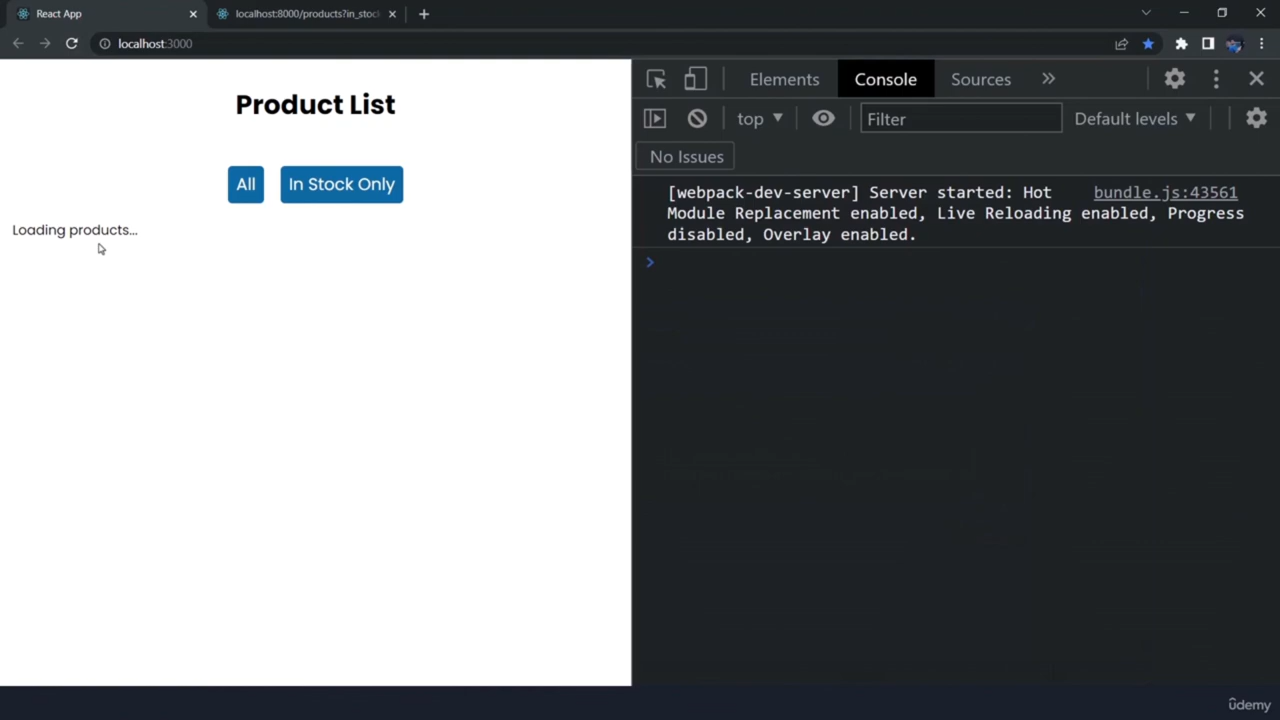 React App
localhost:8000/products?in_stoc
localhost:3000
Product List
All
In Stock Only
Loading products...
Elements
Console
Sources
top
Filter
Default levels
No Issues
[webpack-dev-server] Server started: Hot
bundle.js:43561
Module Replacement enabled, Live Reloading enabled, Progress
disabled, Overlay enabled.
ûdemy